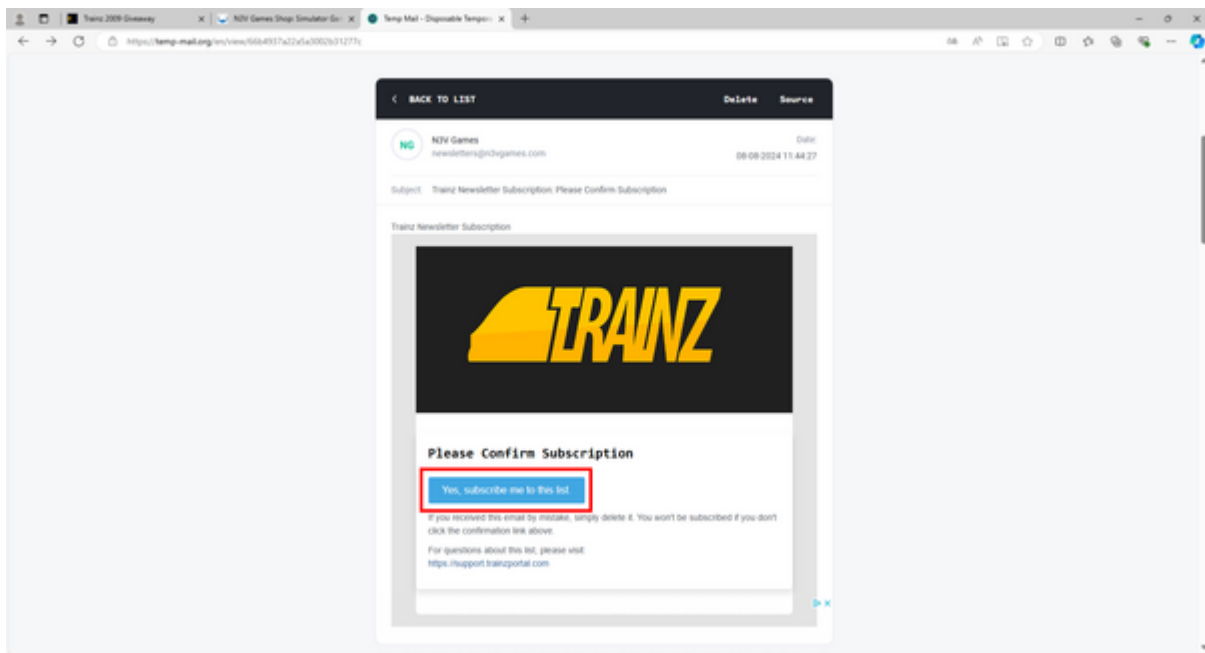 Trainz 2009 Giveaway
N3V Games Shop: Simulator Ga
Temp Mail - Disposable Tempora
https://temp-mail.org/en/view/
BACK TO LIST
Delete
Source
NG
N3V Games
Date:
newsletters@n3vgames.com
08-08-2024 11:44:27
Subject: Trainz Newsletter Subscription: Please Confirm Subscription
Trainz Newsletter Subscription
TRAINZ
Please Confirm Subscription
Yes, subscribe me to this list
If you received this email by mistake, simply delete it. You won't be subscribed if you don't
click the confirmation link above.
For questions about this list, please visit:
https://support.trainzportal.com